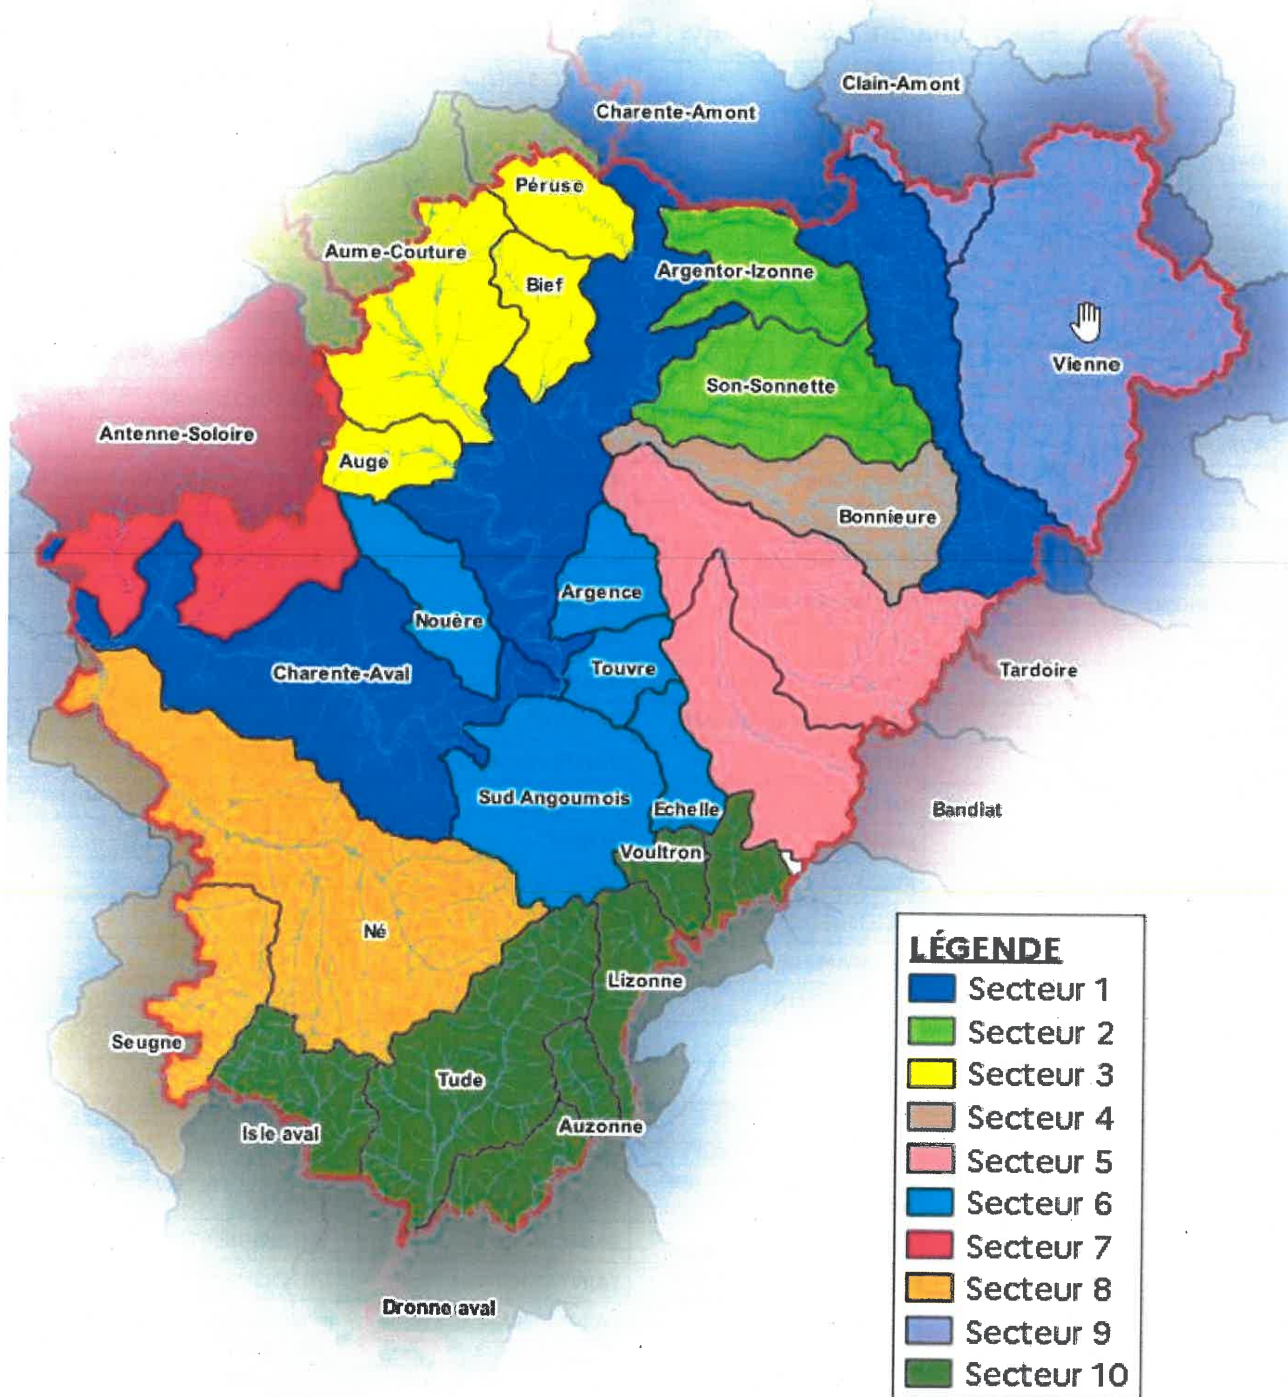 Clain-Amont
Charente-Amont
Péruse
Aume-Couture
Bief
Argentor-Izonne
Vienne
Son-Sonnette
Antenne-Soloire
Auge
Bonnieure
Argence
Nouère
Touvre
Tardoire
Charente-Aval
Sud Angoumois
Echelle
Bandiat
Voultron
Né
Lizonne
Seugne
Tude
Auzonne
Isle aval
Dronne aval
LÉGENDE
Secteur 1
Secteur 2
Secteur 3
Secteur 4
Secteur 5
Secteur 6
Secteur 7
Secteur 8
Secteur 9
Secteur 10